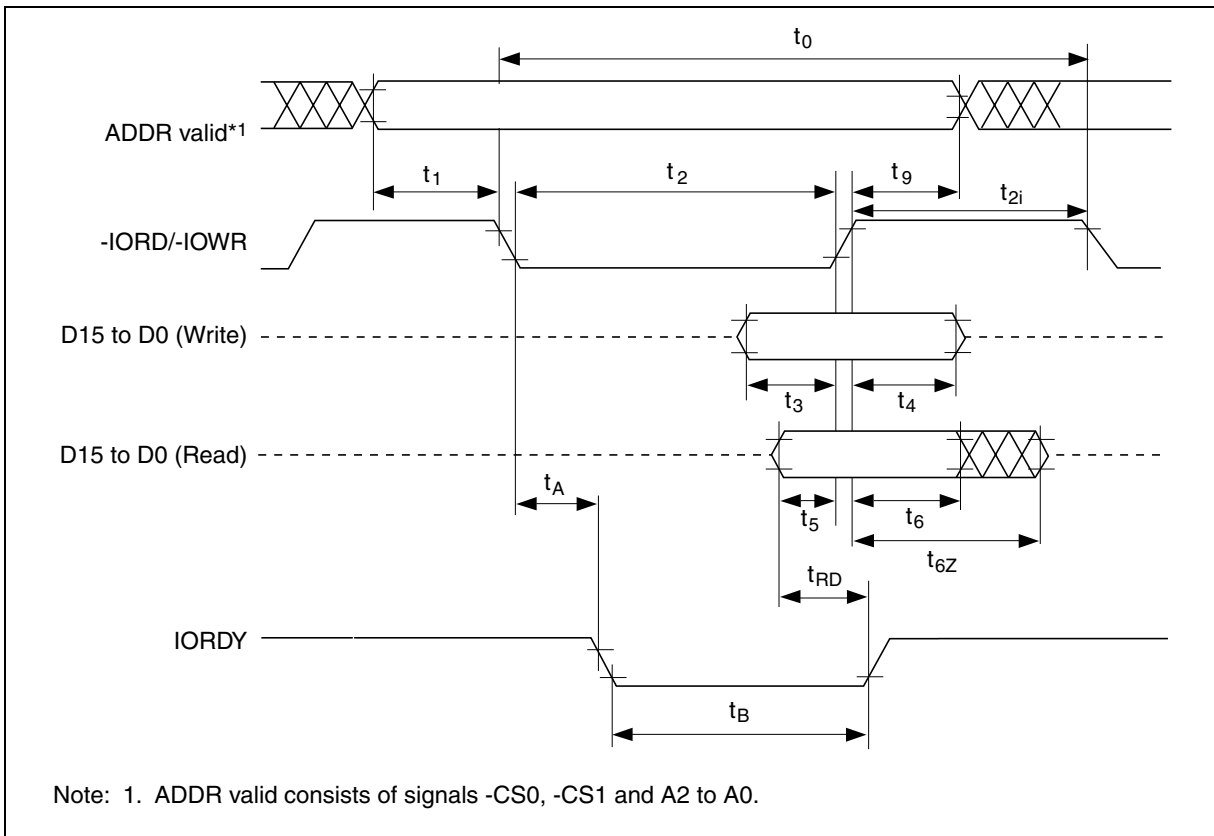 t0
ADDR valid*1
t1
t2
t9
t2i
-IORD/-IOWR
D15 to D0 (Write)
t3
t4
D15 to D0 (Read)
tA
t5
t6
t6Z
tRD
IORDY
tB
Note: 1. ADDR valid consists of signals -CS0, -CS1 and A2 to A0.